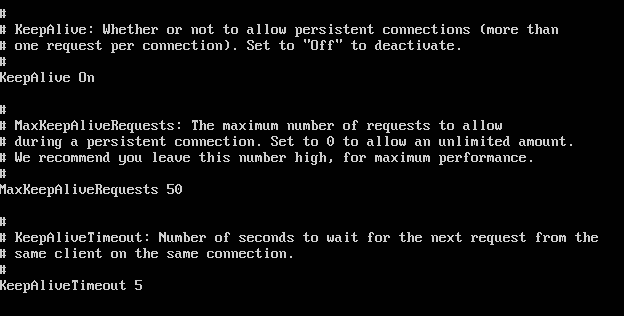 #
# KeepAlive: Whether or not to allow persistent connections (more than
# one request per connection). Set to "Off" to deactivate.
#
KeepAlive On
#
# MaxKeepAliveRequests: The maximum number of requests to allow
# during a persistent connection. Set to 0 to allow an unlimited amount.
# We recommend you leave this number high, for maximum performance.
#
MaxKeepAliveRequests 50
#
# KeepAliveTimeout: Number of seconds to wait for the next request from the
# same client on the same connection.
#
KeepAliveTimeout 5